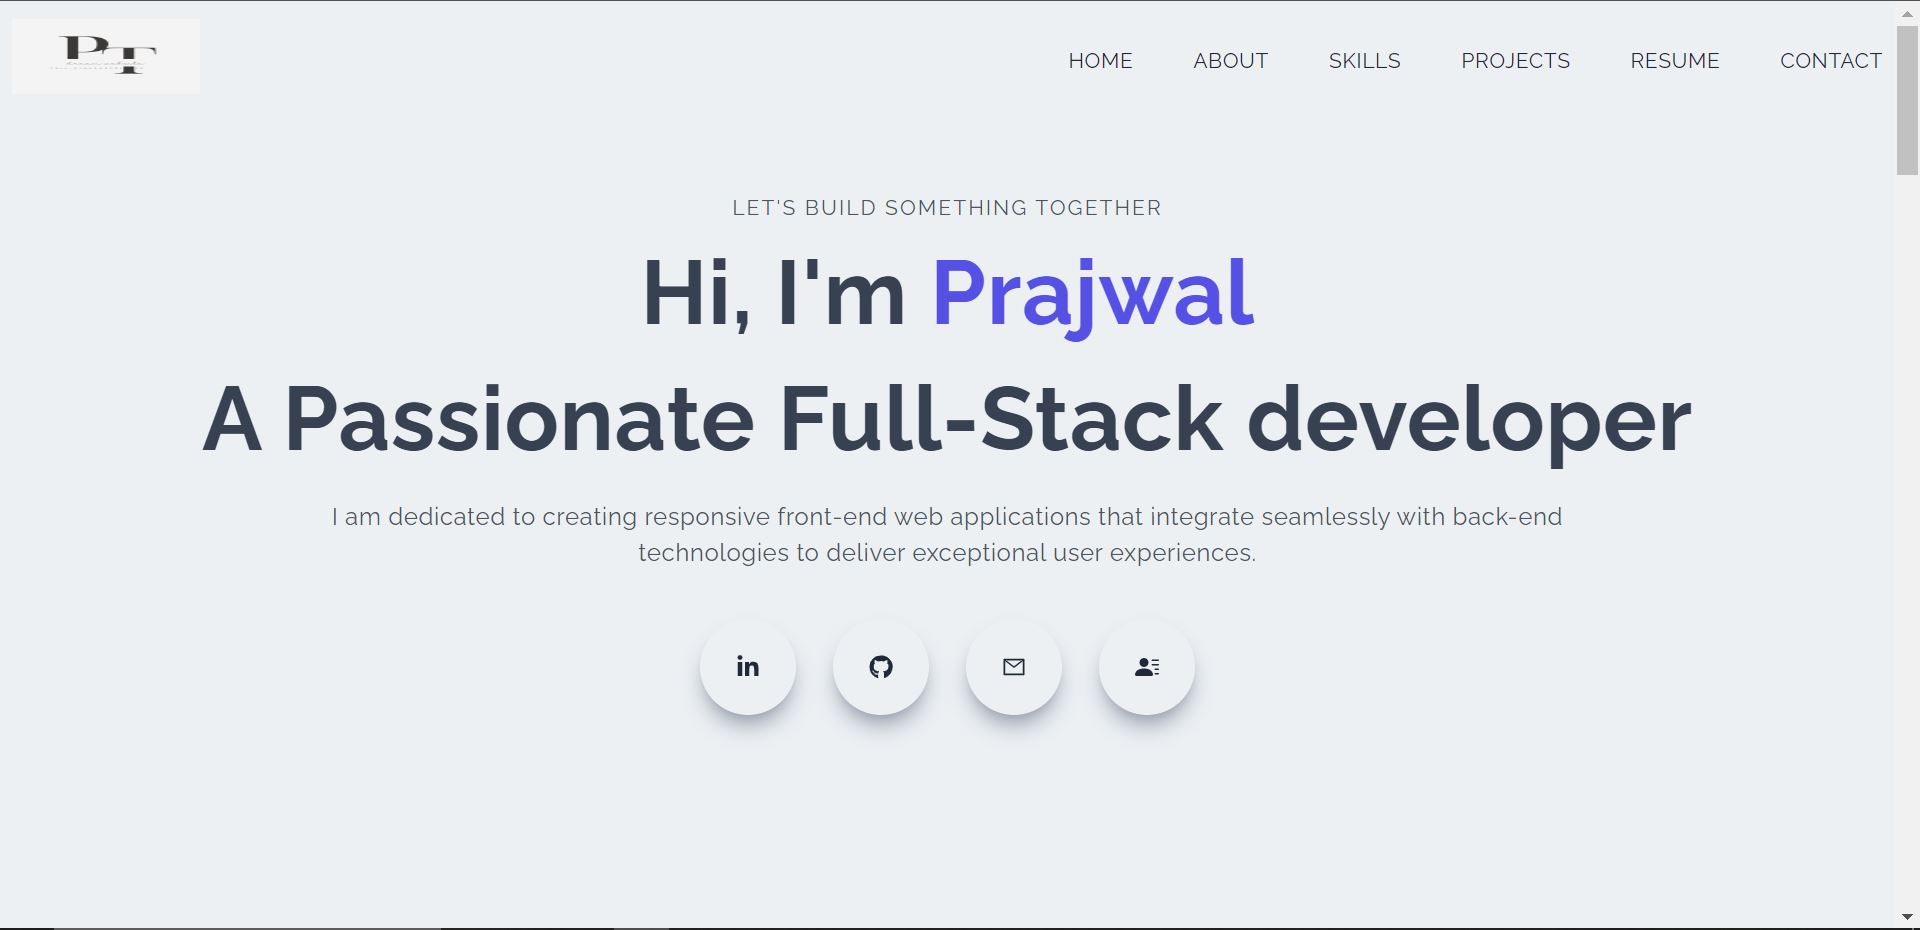 PT
HOME ABOUT SKILLS PROJECTS RESUME CONTACT
LET'S BUILD SOMETHING TOGETHER
Hi, I'm Prajwal
A Passionate Full-Stack developer
I am dedicated to creating responsive front-end web applications that integrate seamlessly with back-end
technologies to deliver exceptional user experiences.
in